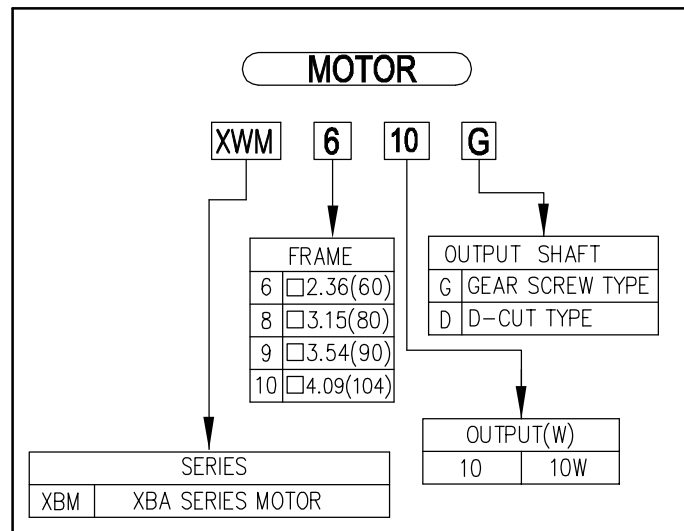 MOTOR
XWM 6 10 G
FRAME
6 □2.36(60)
8 □3.15(80)
9 □3.54(90)
10 □4.09(104)
OUTPUT SHAFT
G GEAR SCREW TYPE
D D-CUT TYPE
OUTPUT(W)
10 10W
SERIES
XBM XBA SERIES MOTOR